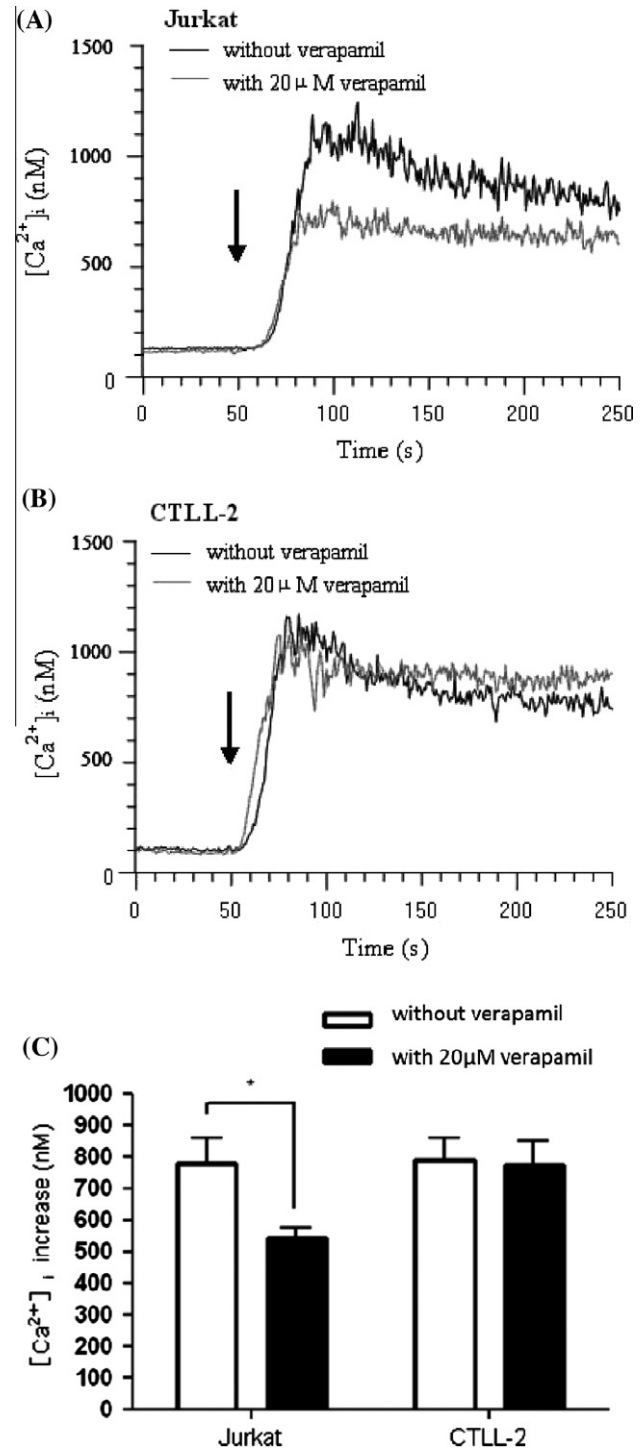 (A)
Jurkat
without verapamil
with 20 μ M verapamil
1500
1000
500
0
[Ca2+]i (nM)
0 50 100 150 200 250
Time (s)
(B)
CTLL-2
without verapamil
with 20 μ M verapamil
1500
1000
500
0
[Ca2+]i (nM)
0 50 100 150 200 250
Time (s)
(C)
without verapamil
with 20μM verapamil
*
1000
900
800
700
600
500
400
300
200
100
0
[Ca2+] i increase (nM)
Jurkat CTLL-2